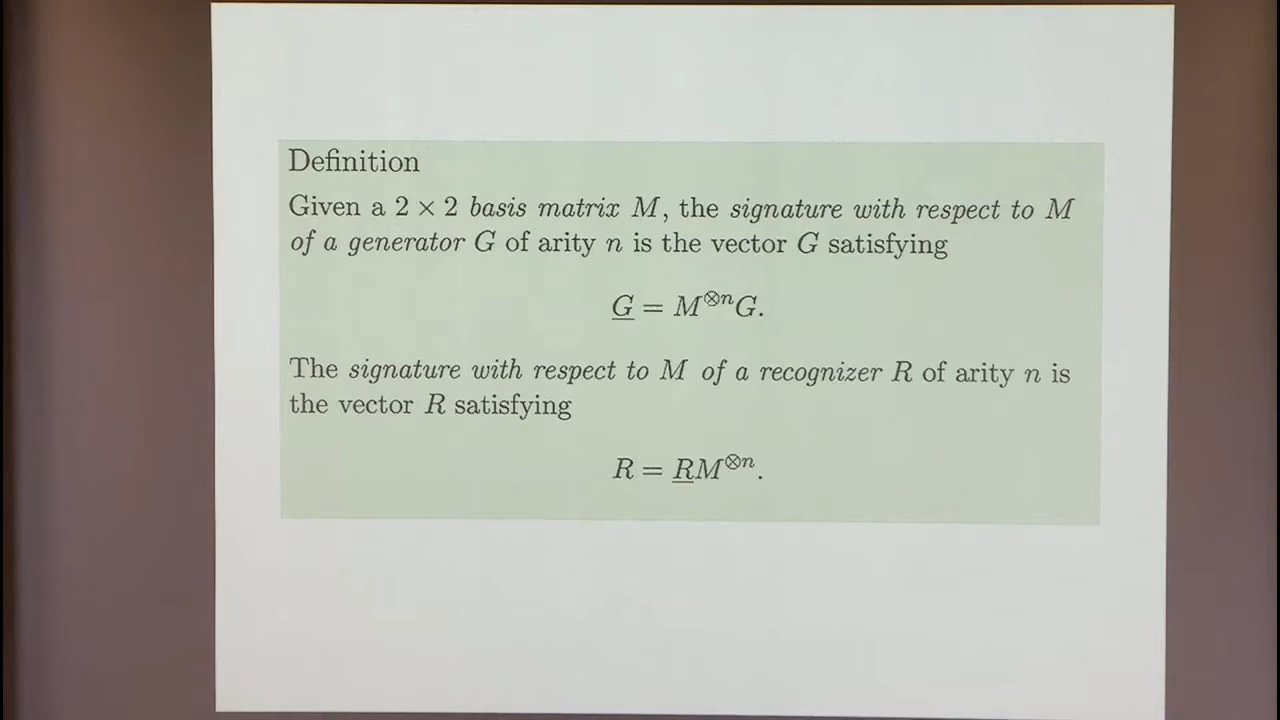 Definition
Given a 2 × 2 basis matrix M, the signature with respect to M
of a generator G of arity n is the vector G satisfying
G̲ = M^{⊗n}G.
The signature with respect to M of a recognizer R of arity n is
the vector R satisfying
R = R̲M^{⊗n}.